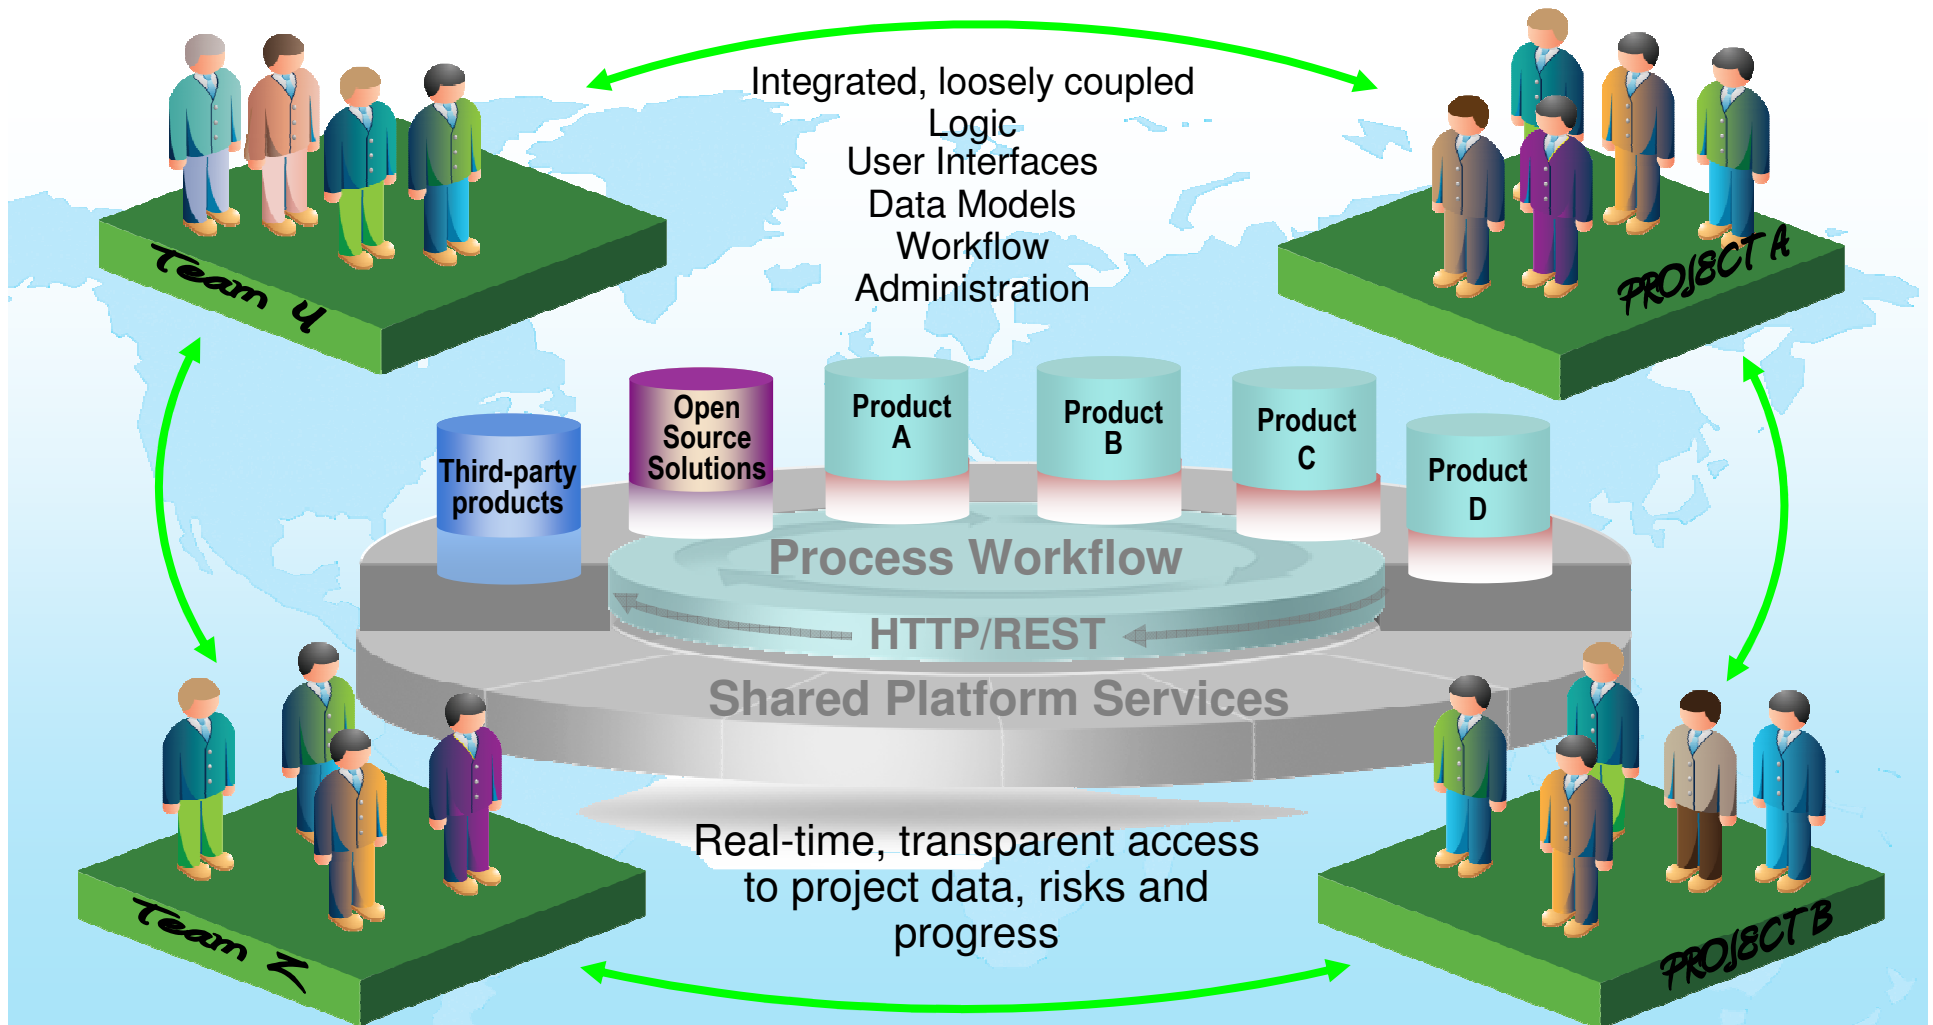 Integrated, loosely coupled
Logic
User Interfaces
Data Models
Workflow
Administration
Team Y
PROJECT A
Third-party
products
Open
Source
Solutions
Product
A
Product
B
Product
C
Product
D
Process Workflow
HTTP/REST
Shared Platform Services
Real-time, transparent access
to project data, risks and
progress
Team Z
PROJECT B